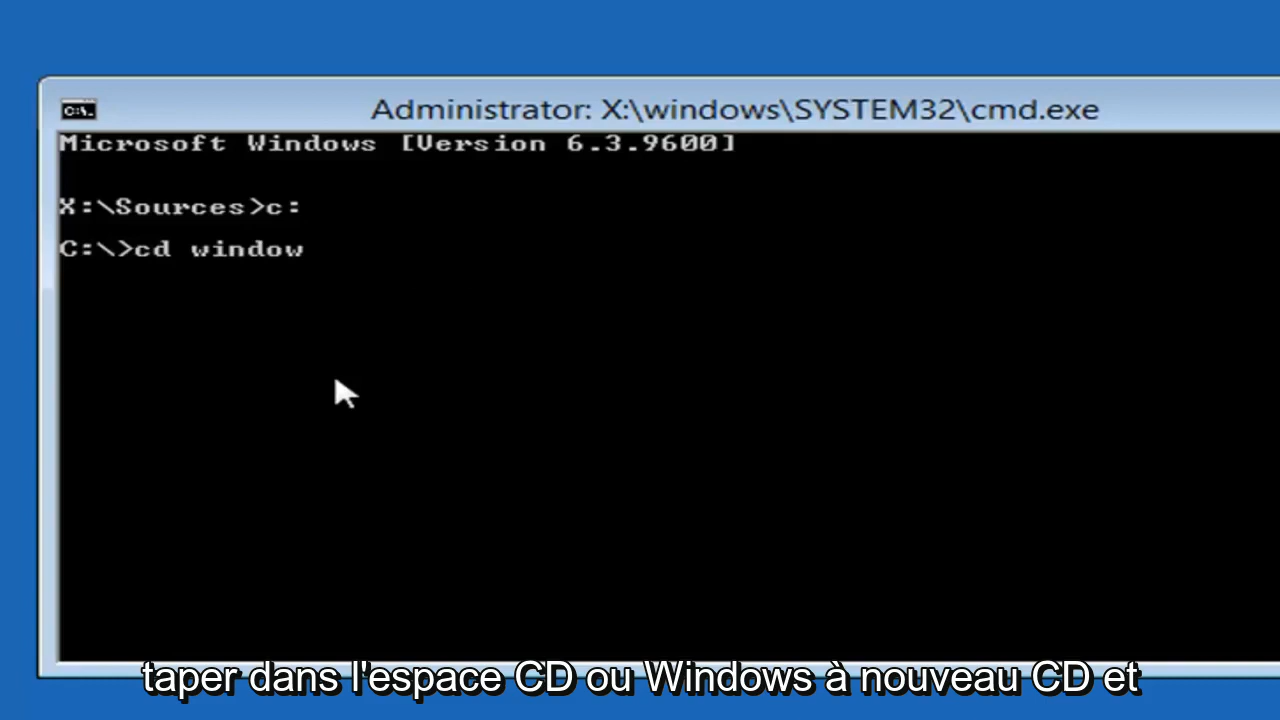 C:\.
Administrator: X:\windows\SYSTEM32\cmd.exe
Microsoft Windows [Version 6.3.9600]
X:\Sources>c:
C:\>cd window
taper dans l'espace CD ou Windows à nouveau CD et